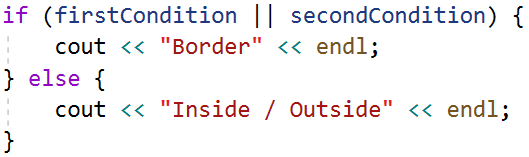 if (firstCondition || secondCondition) {
    cout << "Border" << endl;
} else {
    cout << "Inside / Outside" << endl;
}